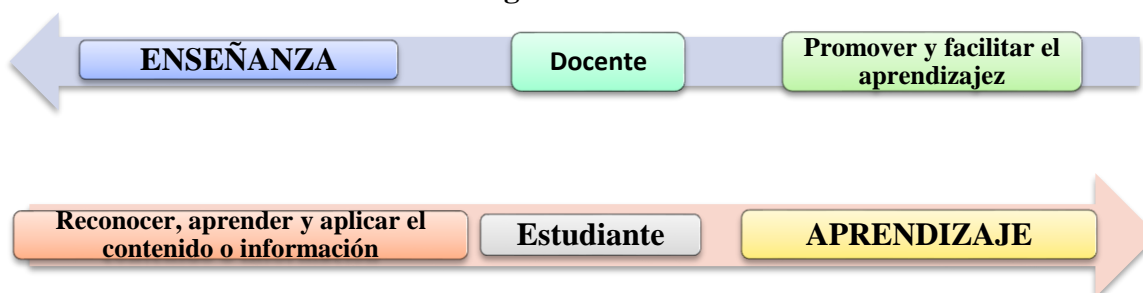 ENSEÑANZA
Docente
Promover y facilitar el
aprendizajez
Reconocer, aprender y aplicar el
contenido o información
Estudiante
APRENDIZAJE